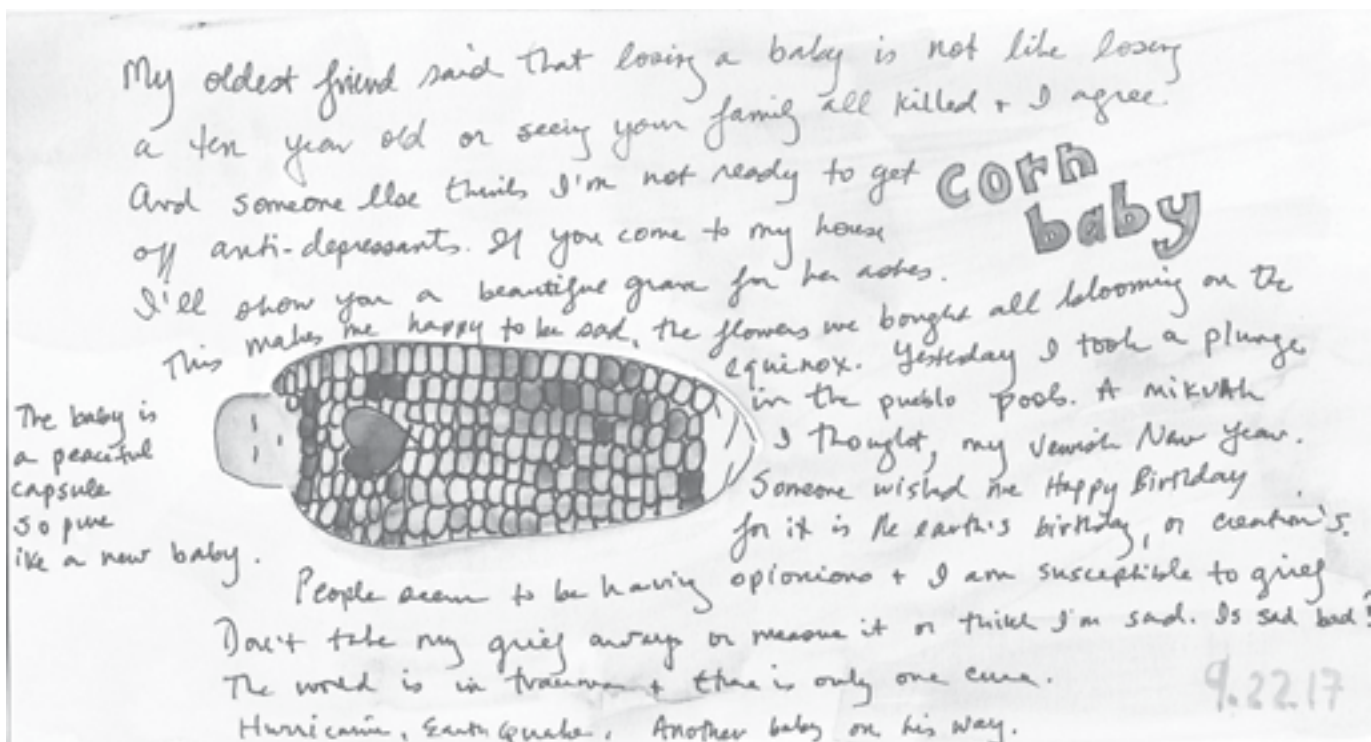 My oldest friend said that losing a baby is not like losing
a ten year old or seeing your family all killed + I agree.
And someone else thinks I'm not ready to get
off anti-depressants. If you come to my house
I'll show you a beautiful grave for her ashes.
This makes me happy to be sad, the flowers we bought all blooming on the
equinox. Yesterday I took a plunge
in the pueblo pools. A MIKVAH
I thought, my Jewish New Year.
Someone wished me Happy Birthday
for it is the earth's birthday, or creation's.
corn
baby
The baby is
a peaceful
capsule
so pure
ike a new baby.
People seem to be having opionions + I am susceptible to grief
Don't take my grief away or measure it or think I'm sad. Is sad bad?
The world is in trauma + there is only one cure.
Hurricane, Earthquake. Another baby on his way.
9.22.17